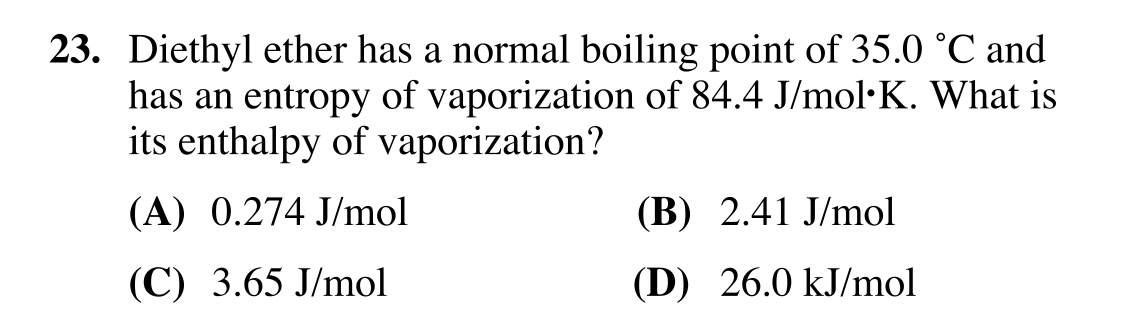 23. Diethyl ether has a normal boiling point of 35.0 ˚C and
has an entropy of vaporization of 84.4 J/mol•K. What is
its enthalpy of vaporization?
(A) 0.274 J/mol (B) 2.41 J/mol
(C) 3.65 J/mol (D) 26.0 kJ/mol